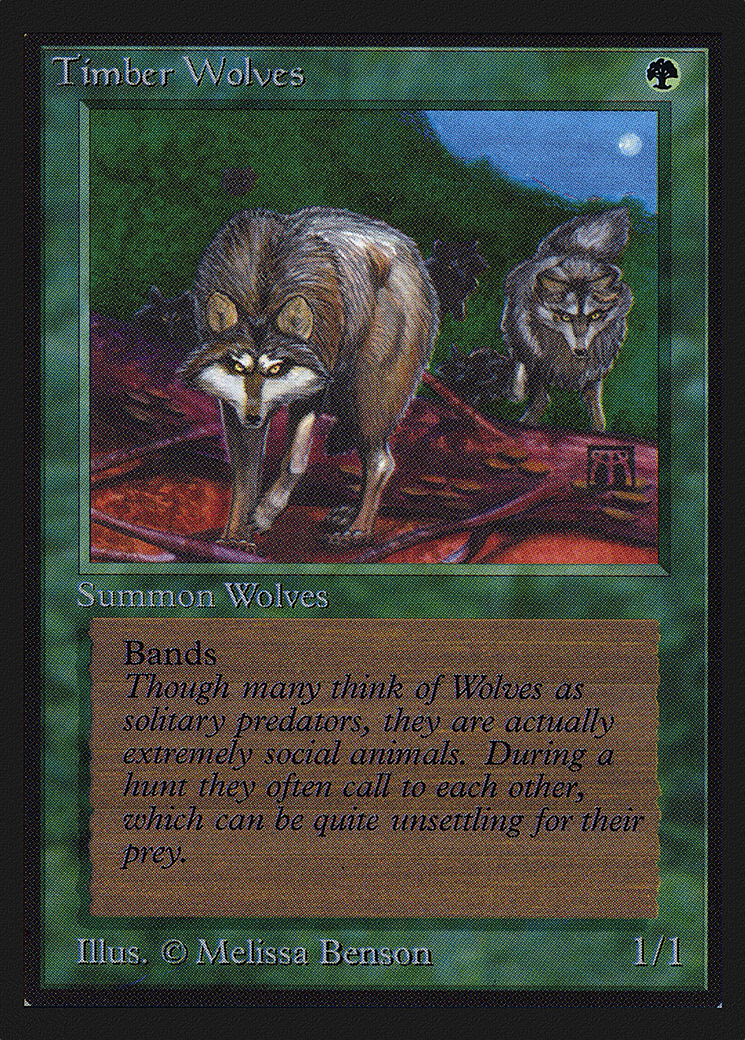 Timber Wolves
Summon Wolves
Bands
Though many think of Wolves as
solitary predators, they are actually
extremely social animals. During a
hunt they often call to each other,
which can be quite unsettling for their
prey.
Illus. © Melissa Benson
1/1